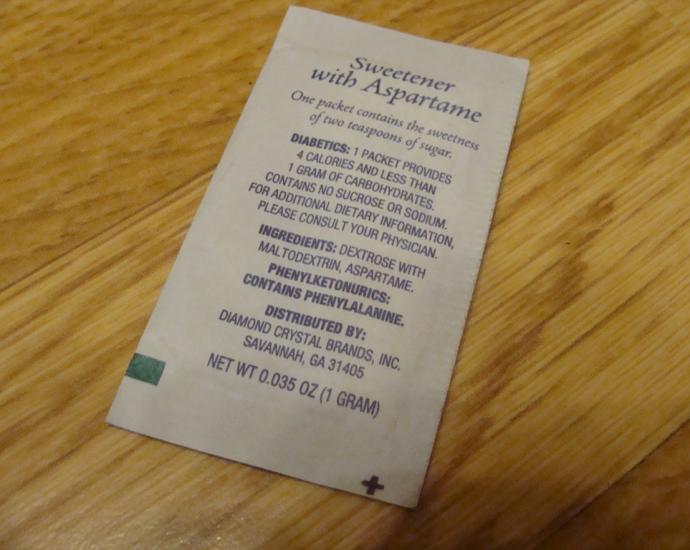 Sweetener
with Aspartame
One packet contains the sweetness
of two teaspoons of sugar.
DIABETICS: 1 PACKET PROVIDES
4 CALORIES AND LESS THAN
1 GRAM OF CARBOHYDRATES.
CONTAINS NO SUCROSE OR SODIUM.
FOR ADDITIONAL DIETARY INFORMATION,
PLEASE CONSULT YOUR PHYSICIAN.
INGREDIENTS: DEXTROSE WITH
MALTODEXTRIN, ASPARTAME.
PHENYLKETONURICS:
CONTAINS PHENYLALANINE.
DISTRIBUTED BY:
DIAMOND CRYSTAL BRANDS, INC.
SAVANNAH, GA 31405
NET WT 0.035 OZ (1 GRAM)